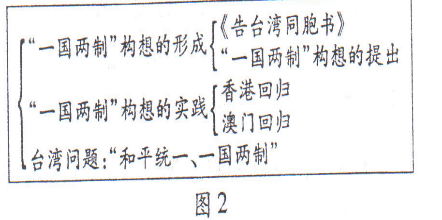 《告台湾同胞书》
“一国两制”构想的形成
“一国两制”构想的提出
香港回归
“一国两制”构想的实践
澳门回归
台湾问题：“和平统一、一国两制”
图2